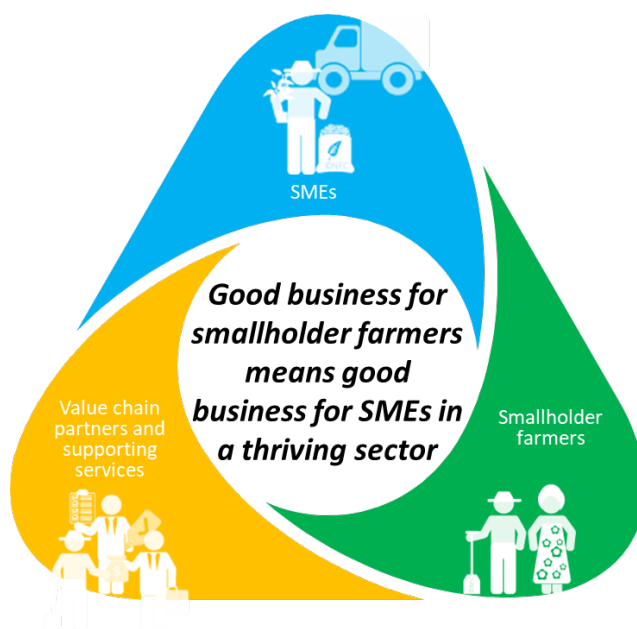 SMEs
Good business for
smallholder farmers
means good
business for SMEs in
a thriving sector
Value chain
partners and
supporting
services
Smallholder
farmers